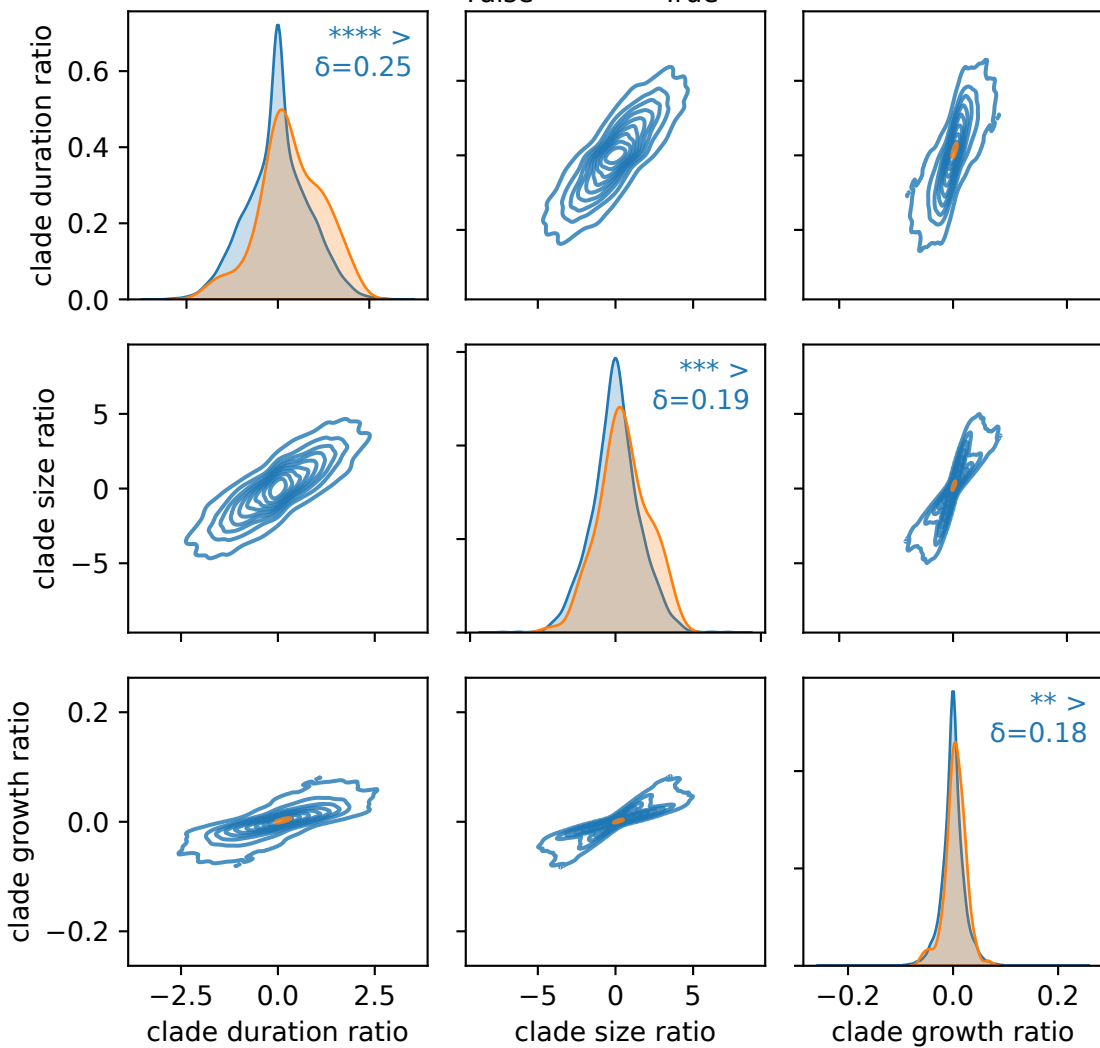 **** >
δ=0.25
clade duration ratio
0.6
0.4
0.2
0.0
*** >
δ=0.19
clade size ratio
5
0
−5
** >
δ=0.18
clade growth ratio
0.2
0.0
−0.2
−2.5 0.0 2.5 −5 0 5 −0.2 0.0 0.2
clade duration ratio clade size ratio clade growth ratio